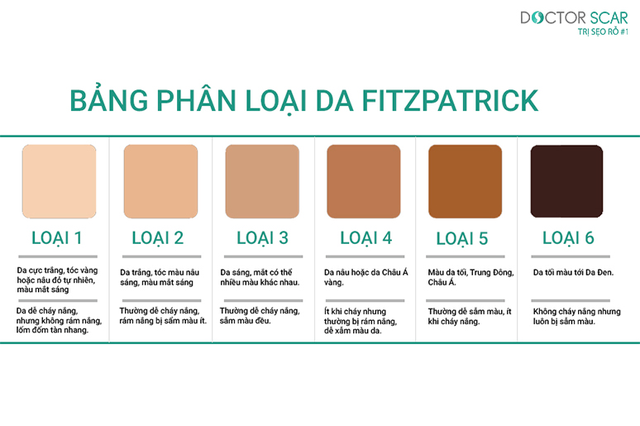 DOCTOR SCAR
TRỊ SẸO RỖ #1
BẢNG PHÂN LOẠI DA FITZPATRICK
LOẠI 1
LOẠI 2
LOẠI 3
LOẠI 4
LOẠI 5
LOẠI 6
Da cực trắng, tóc vàng
hoặc nâu đỏ tự nhiên,
màu mắt sáng
Da trắng, tóc màu nâu
sáng, màu mắt sáng
Da sáng, mắt có thể
nhiều màu khác nhau.
Da nâu hoặc da Châu Á
vàng.
Màu da tối, Trung Đông,
Châu Á.
Da tối màu tới Da Đen.
Da dễ cháy nắng,
nhưng không rám nắng,
lốm đốm tàn nhang.
Thường dễ cháy nắng,
rám nắng bị sẩm màu ít.
Thường dễ cháy nắng,
sẫm màu đều.
Ít khi cháy nhưng
thường bị rám nắng,
dễ xẫm màu da.
Thường dễ sẫm màu, ít
khi cháy nắng.
Không cháy nắng nhưng
luôn bị sẫm màu.